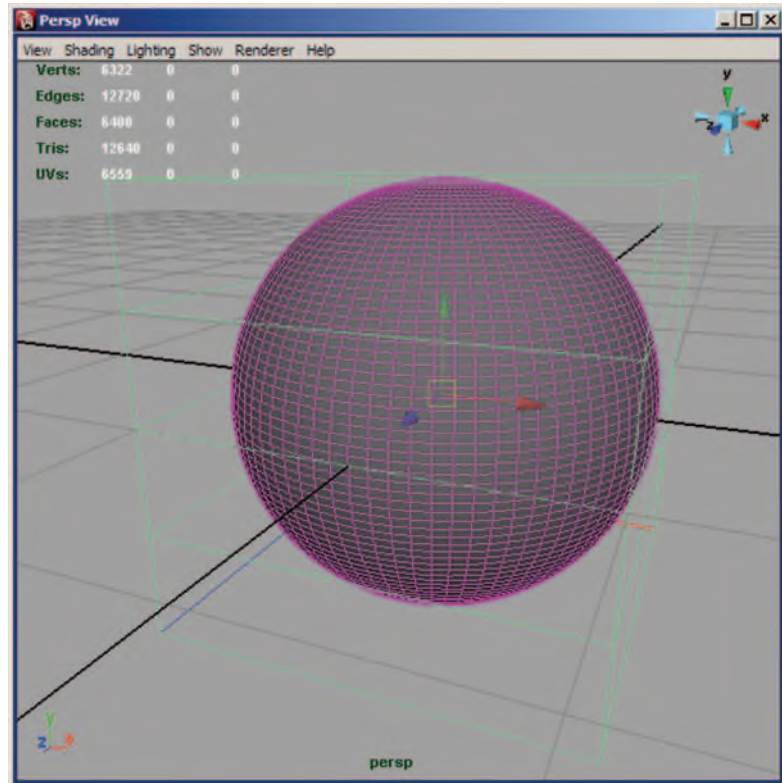 Persp View
View Shading Lighting Show Renderer Help
Verts: 6322 0 0
Edges: 12720 0 0
Faces: 6400 0 0
Tris: 12640 0 0
UVs: 6559 0 0
y
z x
y
z x
persp